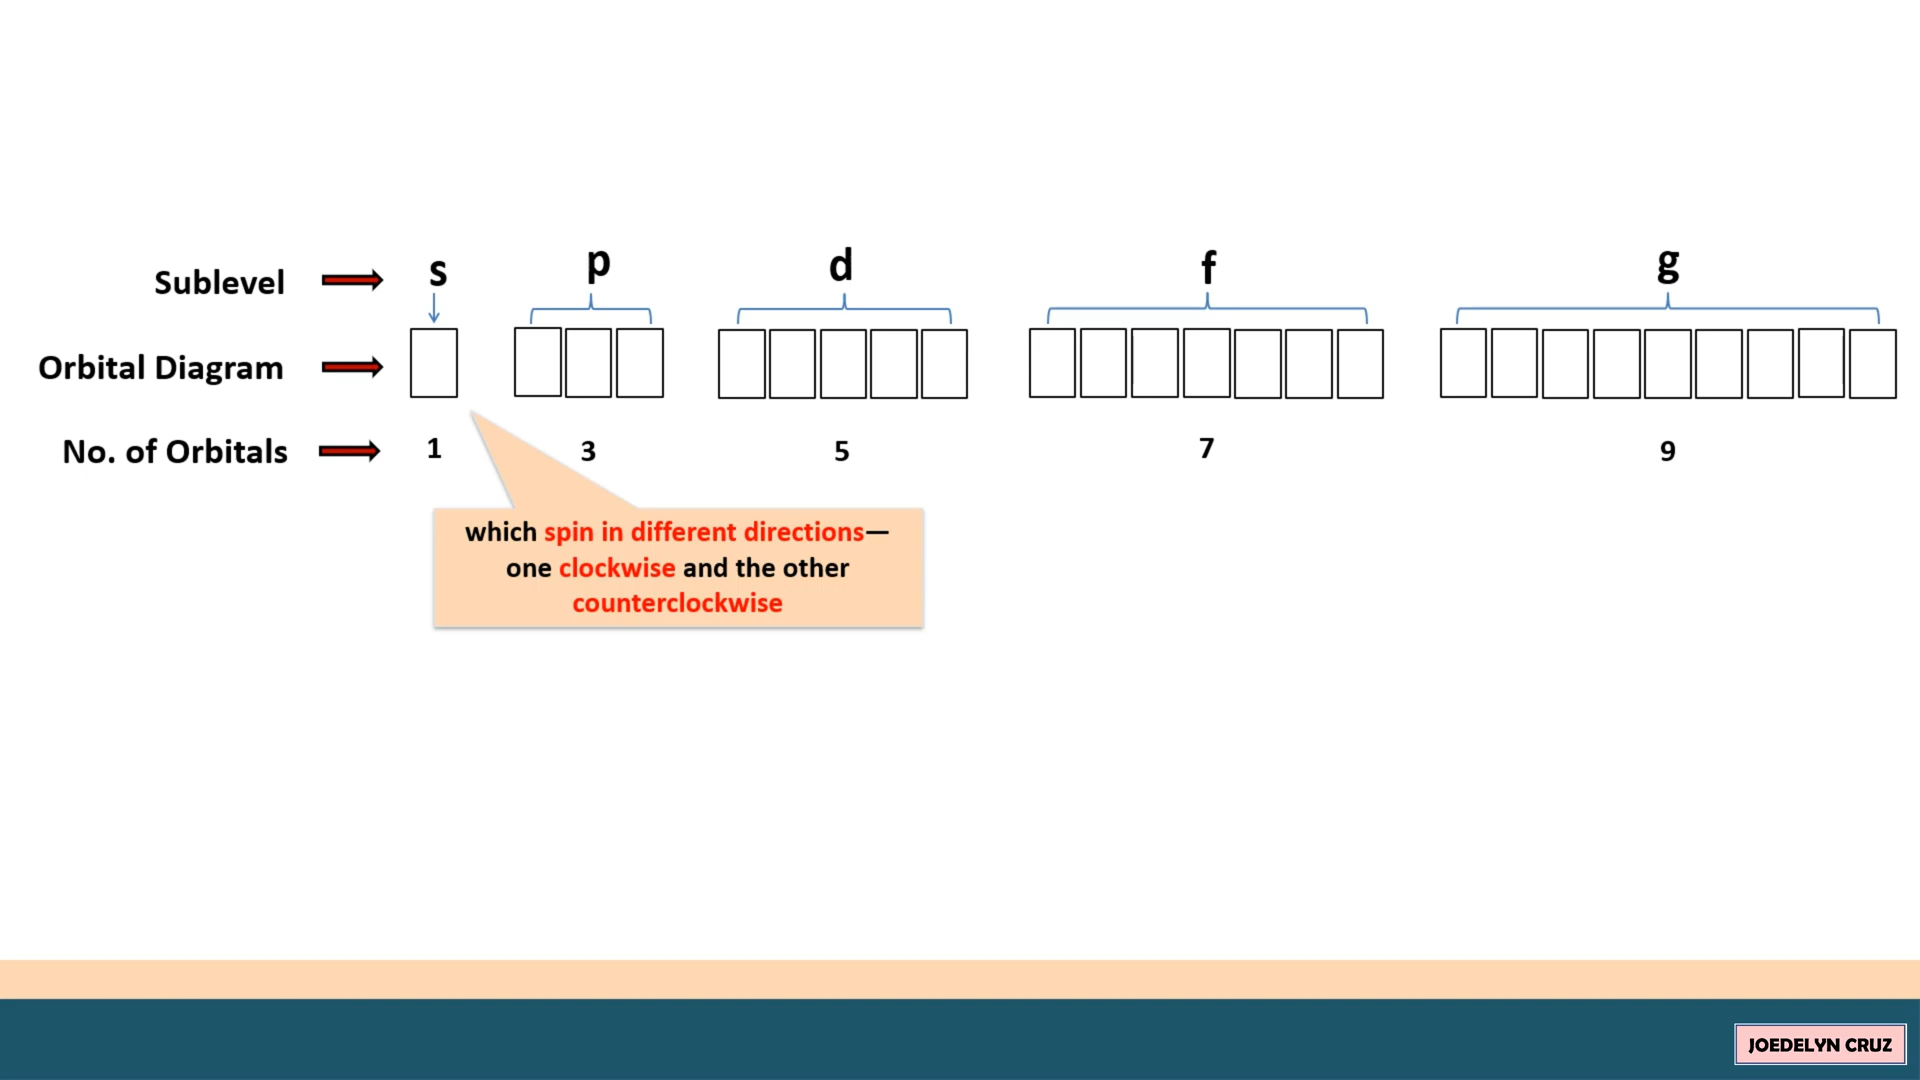 Sublevel s p d f g
Orbital Diagram
No. of Orbitals 1 3 5 7 9
which spin in different directions—
one clockwise and the other
counterclockwise
JOEDELYN CRUZ